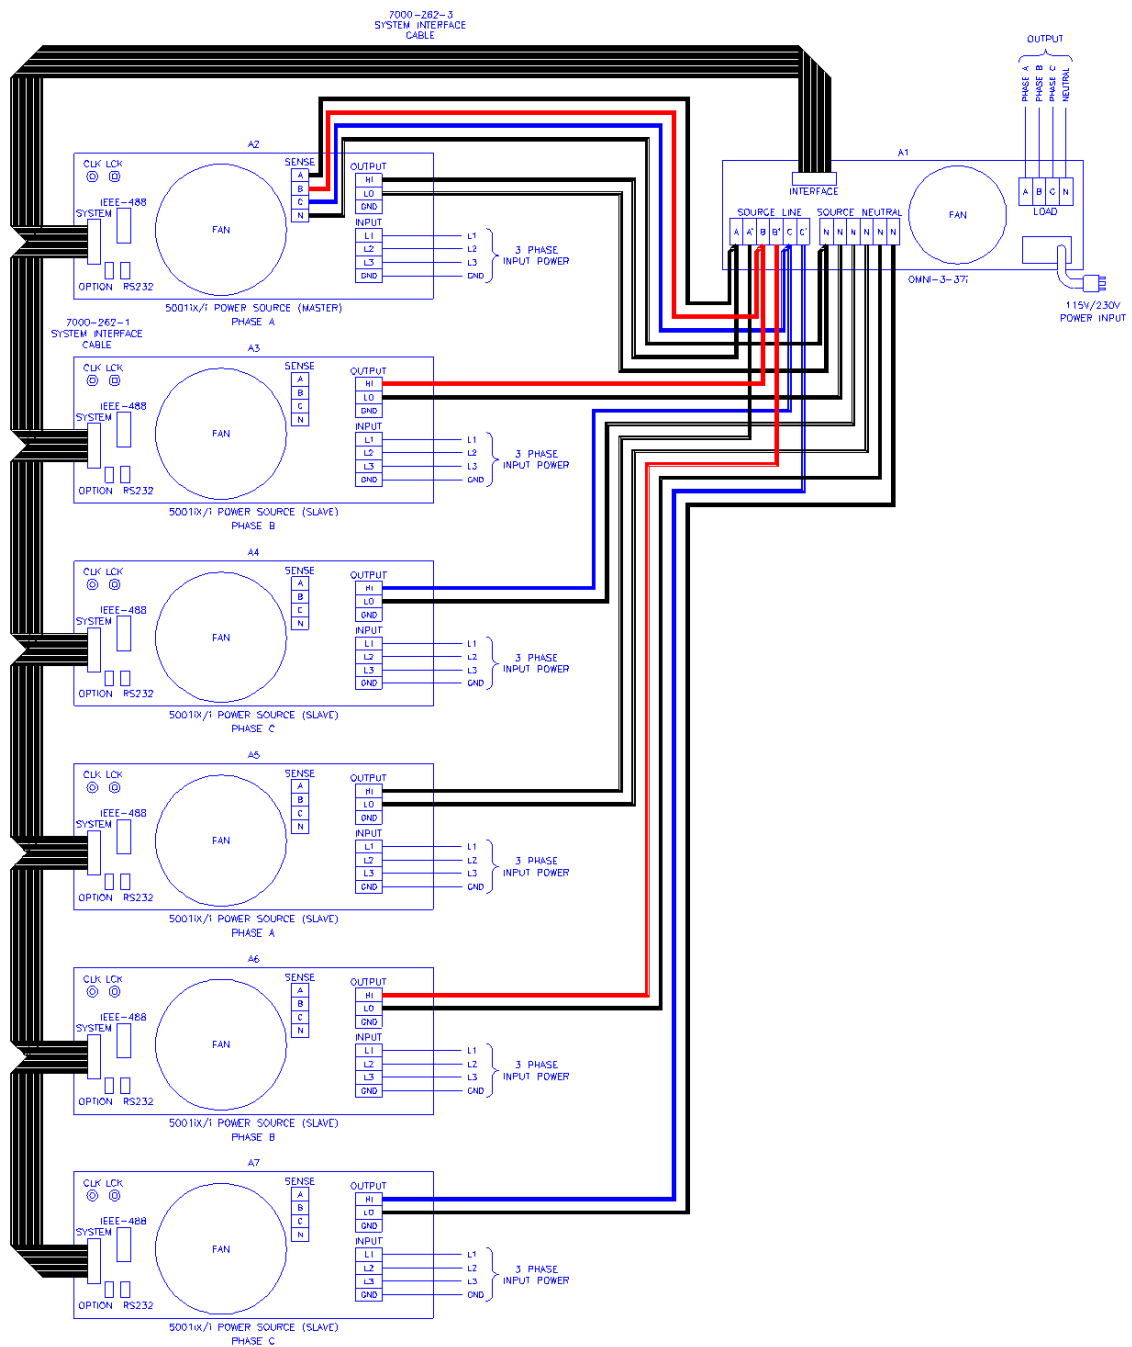 7000-262-3
SYSTEM INTERFACE
CABLE
OUTPUT
PHASE A
PHASE B
PHASE C
NEUTRAL
A1
INTERFACE
A B C N
LOAD
FAN
SOURCE LINE
SOURCE NEUTRAL
A A' B B' C C'
N N N N N N
OMNI-3-37i
115V/230V
POWER INPUT
A2
CLK LCK
SENSE
A
B
C
N
OUTPUT
HI
LO
GND
IEEE-488
SYSTEM
FAN
INPUT
L1 L1
L2 L2
L3 L3
GND GND
3 PHASE
INPUT POWER
OPTION RS232
5001iX/i POWER SOURCE (MASTER)
PHASE A
7000-262-1
SYSTEM INTERFACE
CABLE
A3
CLK LCK
SENSE
A
B
C
N
OUTPUT
HI
LO
GND
IEEE-488
SYSTEM
FAN
INPUT
L1 L1
L2 L2
L3 L3
GND GND
3 PHASE
INPUT POWER
OPTION RS232
5001iX/i POWER SOURCE (SLAVE)
PHASE B
A4
CLK LCK
SENSE
A
B
C
N
OUTPUT
HI
LO
GND
IEEE-488
SYSTEM
FAN
INPUT
L1 L1
L2 L2
L3 L3
GND GND
3 PHASE
INPUT POWER
OPTION RS232
5001iX/i POWER SOURCE (SLAVE)
PHASE C
A5
CLK LCK
SENSE
A
B
C
N
OUTPUT
HI
LO
GND
IEEE-488
SYSTEM
FAN
INPUT
L1 L1
L2 L2
L3 L3
GND GND
3 PHASE
INPUT POWER
OPTION RS232
5001iX/i POWER SOURCE (SLAVE)
PHASE A
A6
CLK LCK
SENSE
A
B
C
N
OUTPUT
HI
LO
GND
IEEE-488
SYSTEM
FAN
INPUT
L1 L1
L2 L2
L3 L3
GND GND
3 PHASE
INPUT POWER
OPTION RS232
5001iX/i POWER SOURCE (SLAVE)
PHASE B
A7
CLK LCK
SENSE
A
B
C
N
OUTPUT
HI
LO
GND
IEEE-488
SYSTEM
FAN
INPUT
L1 L1
L2 L2
L3 L3
GND GND
3 PHASE
INPUT POWER
OPTION RS232
5001iX/i POWER SOURCE (SLAVE)
PHASE C